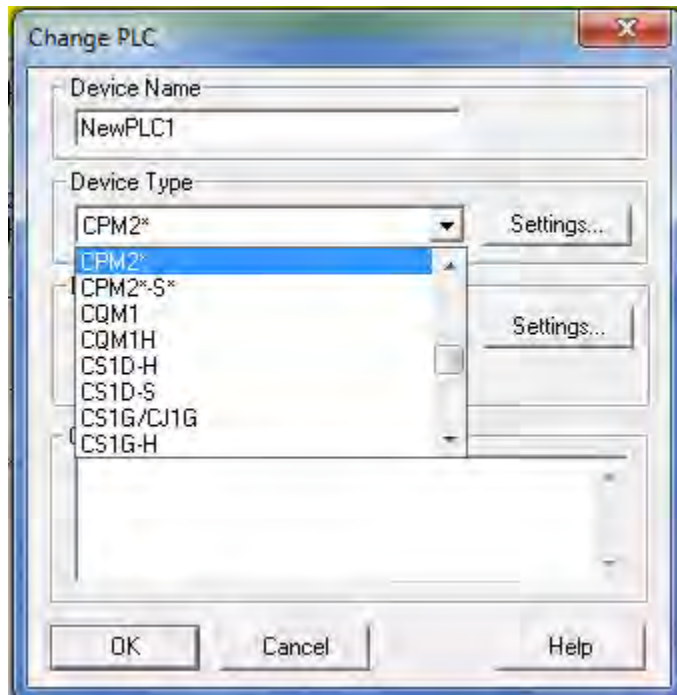 Change PLC
Device Name
NewPLC1
Device Type
CPM2*
Settings...
CPM2*
CPM2*-S*
CQM1
CQM1H
CS1D-H
CS1D-S
CS1G/CJ1G
CS1G-H
Settings...
OK
Cancel
Help